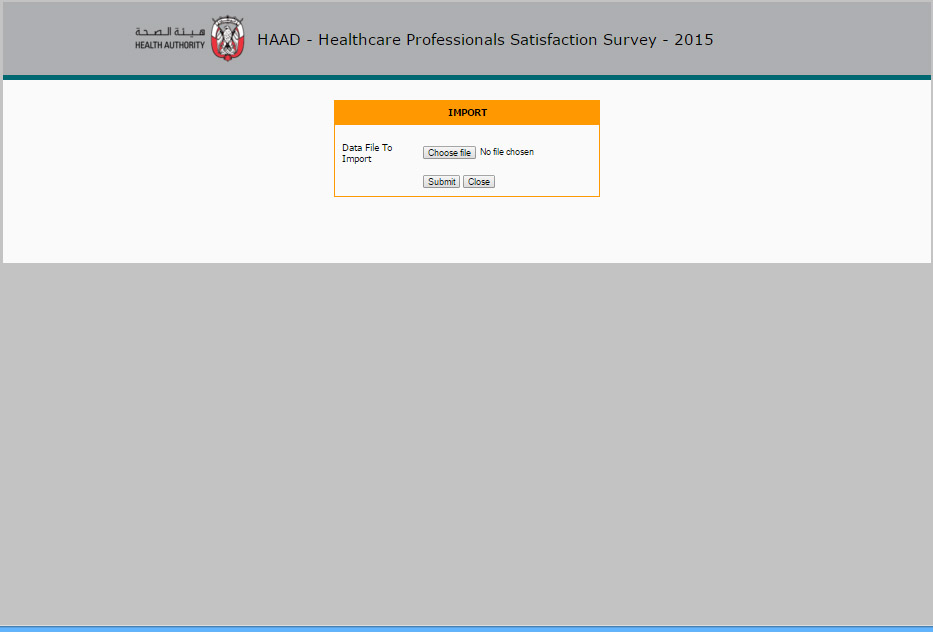 هيئة الصحة
HEALTH AUTHORITY
HAAD - Healthcare Professionals Satisfaction Survey - 2015
IMPORT
Data File To
Import
Choose file No file chosen
Submit Close